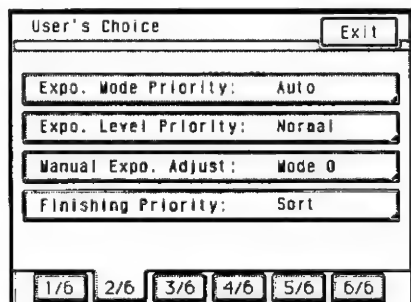 User's Choice
Exit
Expo. Mode Priority: Auto
Expo. Level Priority: Normal
Manual Expo. Adjust: Mode 0
Finishing Priority: Sort
1/6 2/6 3/6 4/6 5/6 6/6